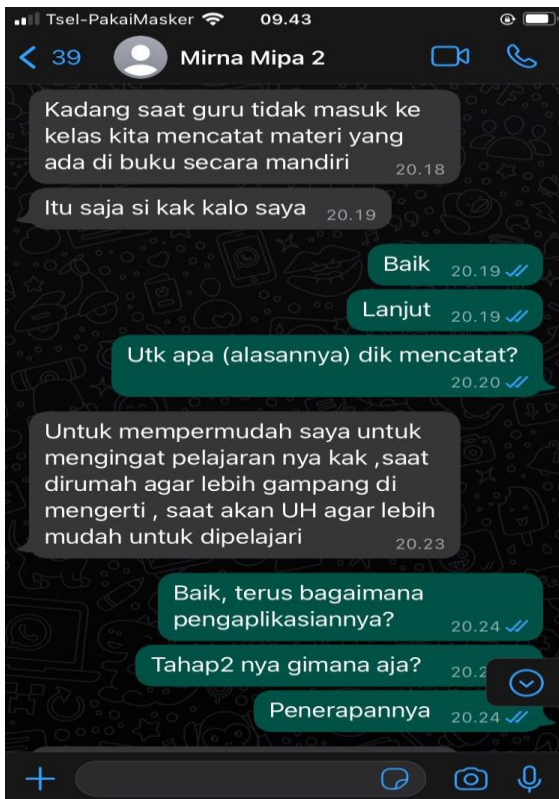 Tsel-PakaiMasker 09.43
39 Mirna Mipa 2
Kadang saat guru tidak masuk ke
kelas kita mencatat materi yang
ada di buku secara mandiri 20.18
Itu saja si kak kalo saya 20.19
Baik 20.19
Lanjut 20.19
Utk apa (alasannya) dik mencatat?
20.20
Untuk mempermudah saya untuk
mengingat pelajaran nya kak ,saat
dirumah agar lebih gampang di
mengerti , saat akan UH agar lebih
mudah untuk dipelajari 20.23
Baik, terus bagaimana
pengaplikasiannya? 20.24
Tahap2 nya gimana aja?
Penerapannya 20.24